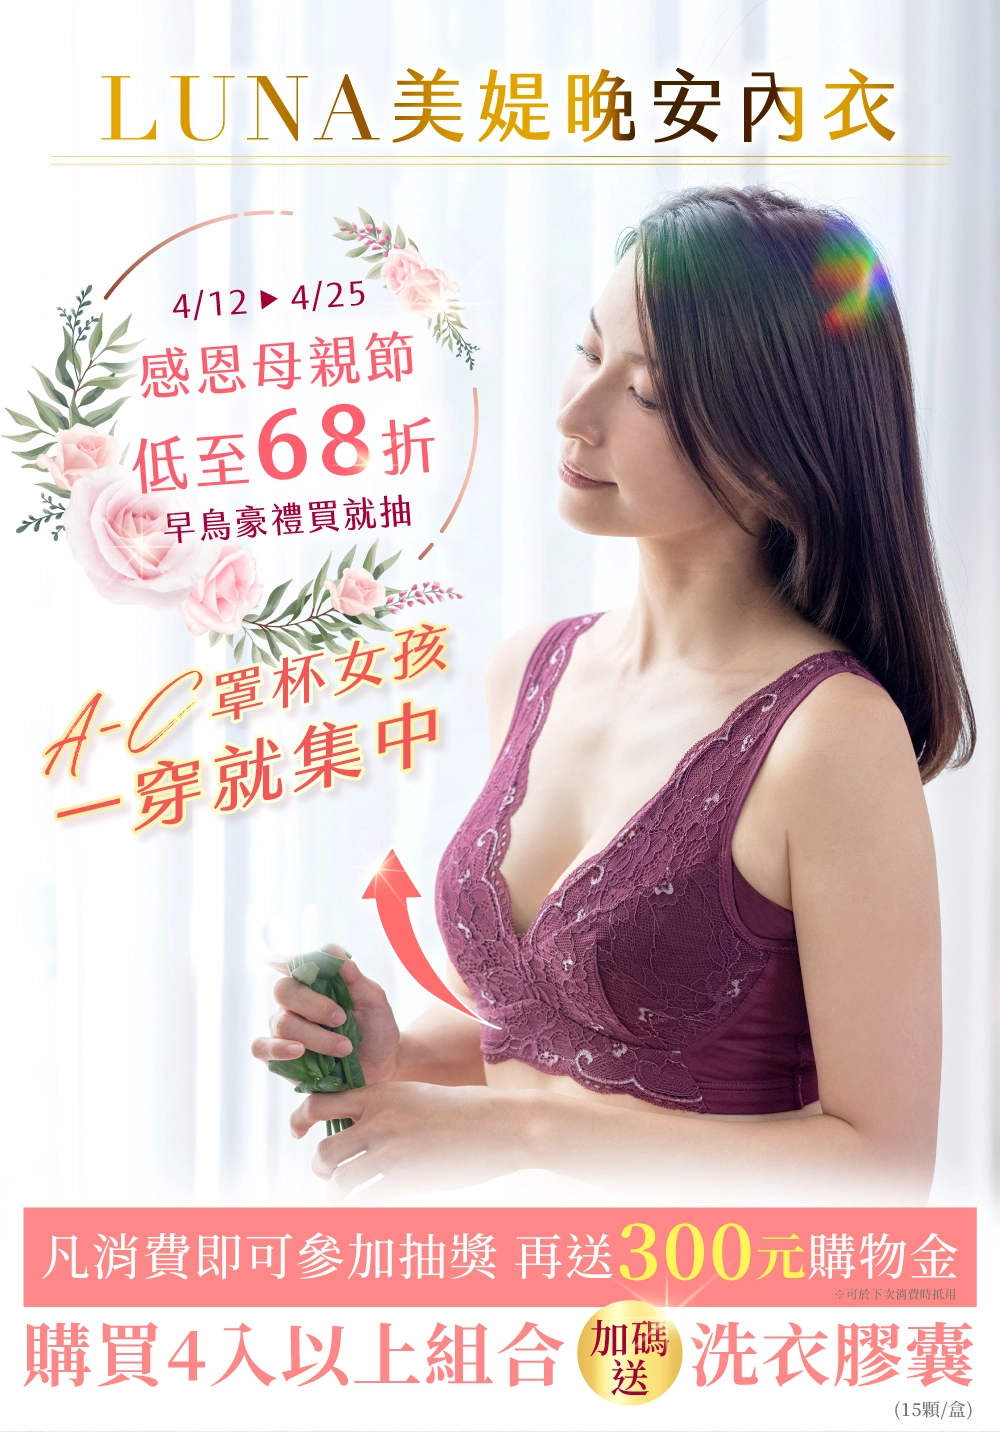 LUNA美媞晚安內衣
4/12▶4/25
感恩母親節
低至68折
早鳥豪禮買就抽
A-C罩杯女孩
一穿就集中
凡消費即可參加抽獎 再送300元購物金
※可於下次消費時抵用
購買4入以上組合 加碼送 洗衣膠囊
(15顆/盒)